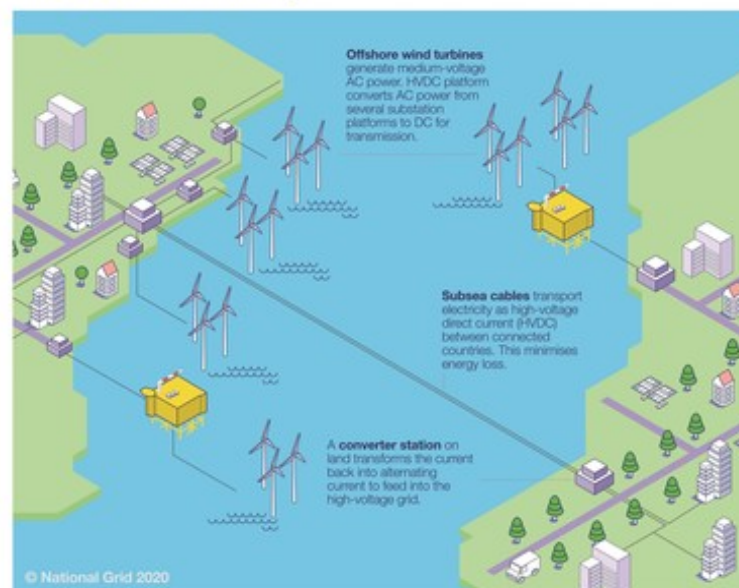 Offshore wind turbines
generate medium-voltage
AC power. HVDC platform
converts AC power from
several substation
platforms to DC for
transmission.
Subsea cables transport
electricity as high-voltage
direct current (HVDC)
between connected
countries. This minimises
energy loss.
A converter station on
land transforms the current
back into alternating
current to feed into the
high-voltage grid.
© National Grid 2020